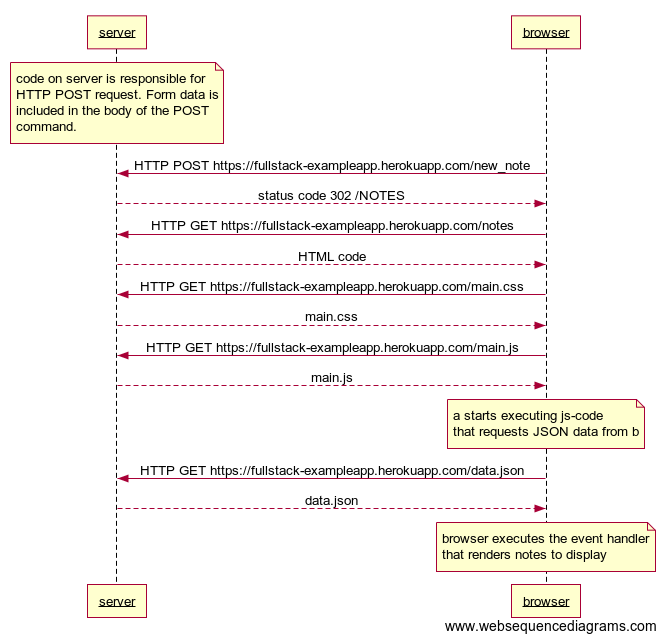 server
browser
code on server is responsible for
HTTP POST request. Form data is
included in the body of the POST
command.
HTTP POST https://fullstack-exampleapp.herokuapp.com/new_note
status code 302 /NOTES
HTTP GET https://fullstack-exampleapp.herokuapp.com/notes
HTML code
HTTP GET https://fullstack-exampleapp.herokuapp.com/main.css
main.css
HTTP GET https://fullstack-exampleapp.herokuapp.com/main.js
main.js
a starts executing js-code
that requests JSON data from b
HTTP GET https://fullstack-exampleapp.herokuapp.com/data.json
data.json
browser executes the event handler
that renders notes to display
server
browser
www.websequencediagrams.com